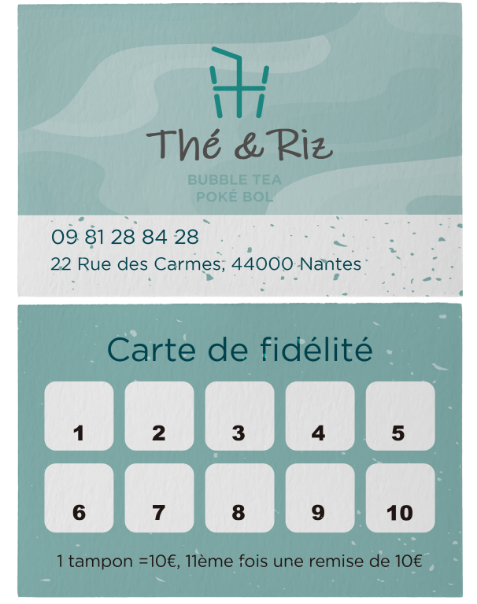 Thé & Riz
BUBBLE TEA
POKÉ BOL
09 81 28 84 28
22 Rue des Carmes, 44000 Nantes
Carte de fidélité
1 2 3 4 5
6 7 8 9 10
1 tampon =10€, 11ème fois une remise de 10€